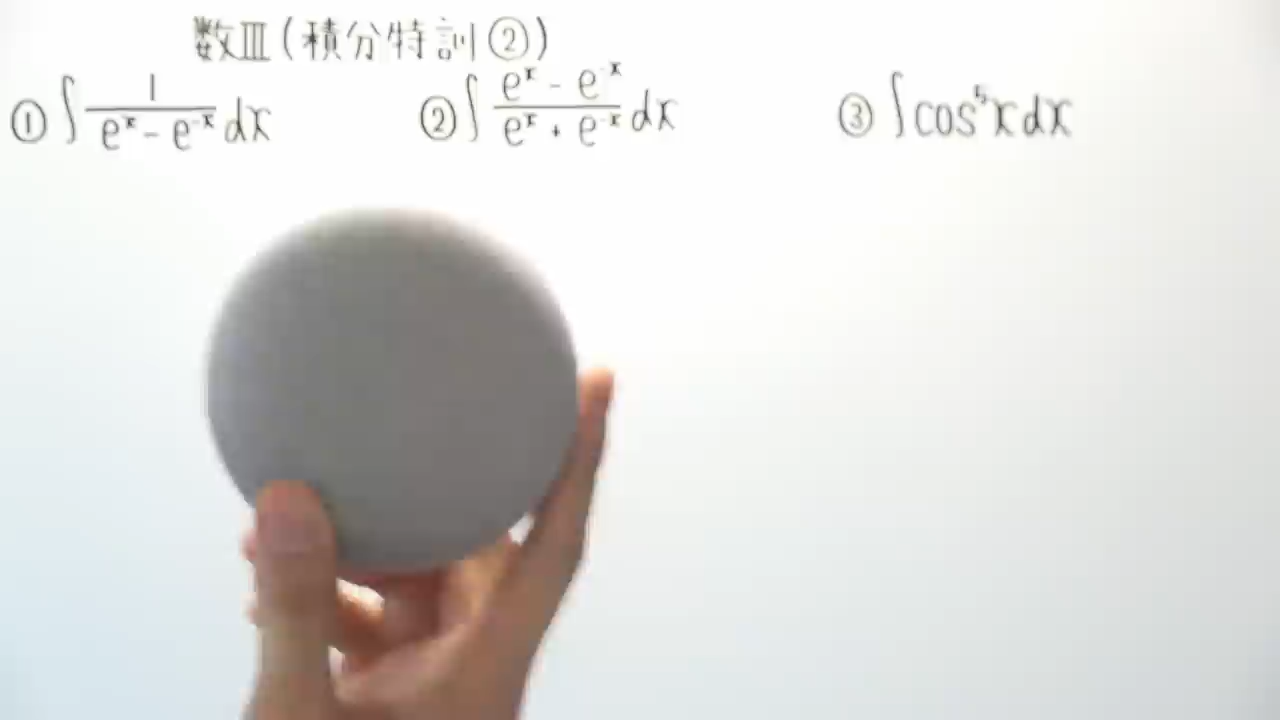 数Ⅲ(積分特訓②)
① ∫ 1/(eˣ - e⁻ˣ) dx ② ∫ (eˣ - e⁻ˣ)/(eˣ + e⁻ˣ) dx ③ ∫cos⁵x dx